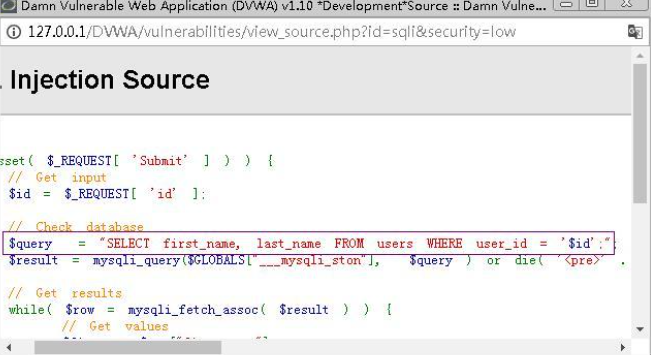 Damn Vulnerable Web Application (DVWA) v1.10 *Development*Source :: Damn Vulne...
127.0.0.1/DVWA/vulnerabilities/view_source.php?id=sqli&security=low
. Injection Source
sset( $_REQUEST[ 'Submit' ] ) ) {
// Get input
$id = $_REQUEST[ 'id' ];
// Check database
$query = "SELECT first_name, last_name FROM users WHERE user_id = '$id';";
$result = mysqli_query($GLOBALS["___mysqli_ston"], $query ) or die( '<pre>' .
// Get results
while( $row = mysqli_fetch_assoc( $result ) ) {
// Get values